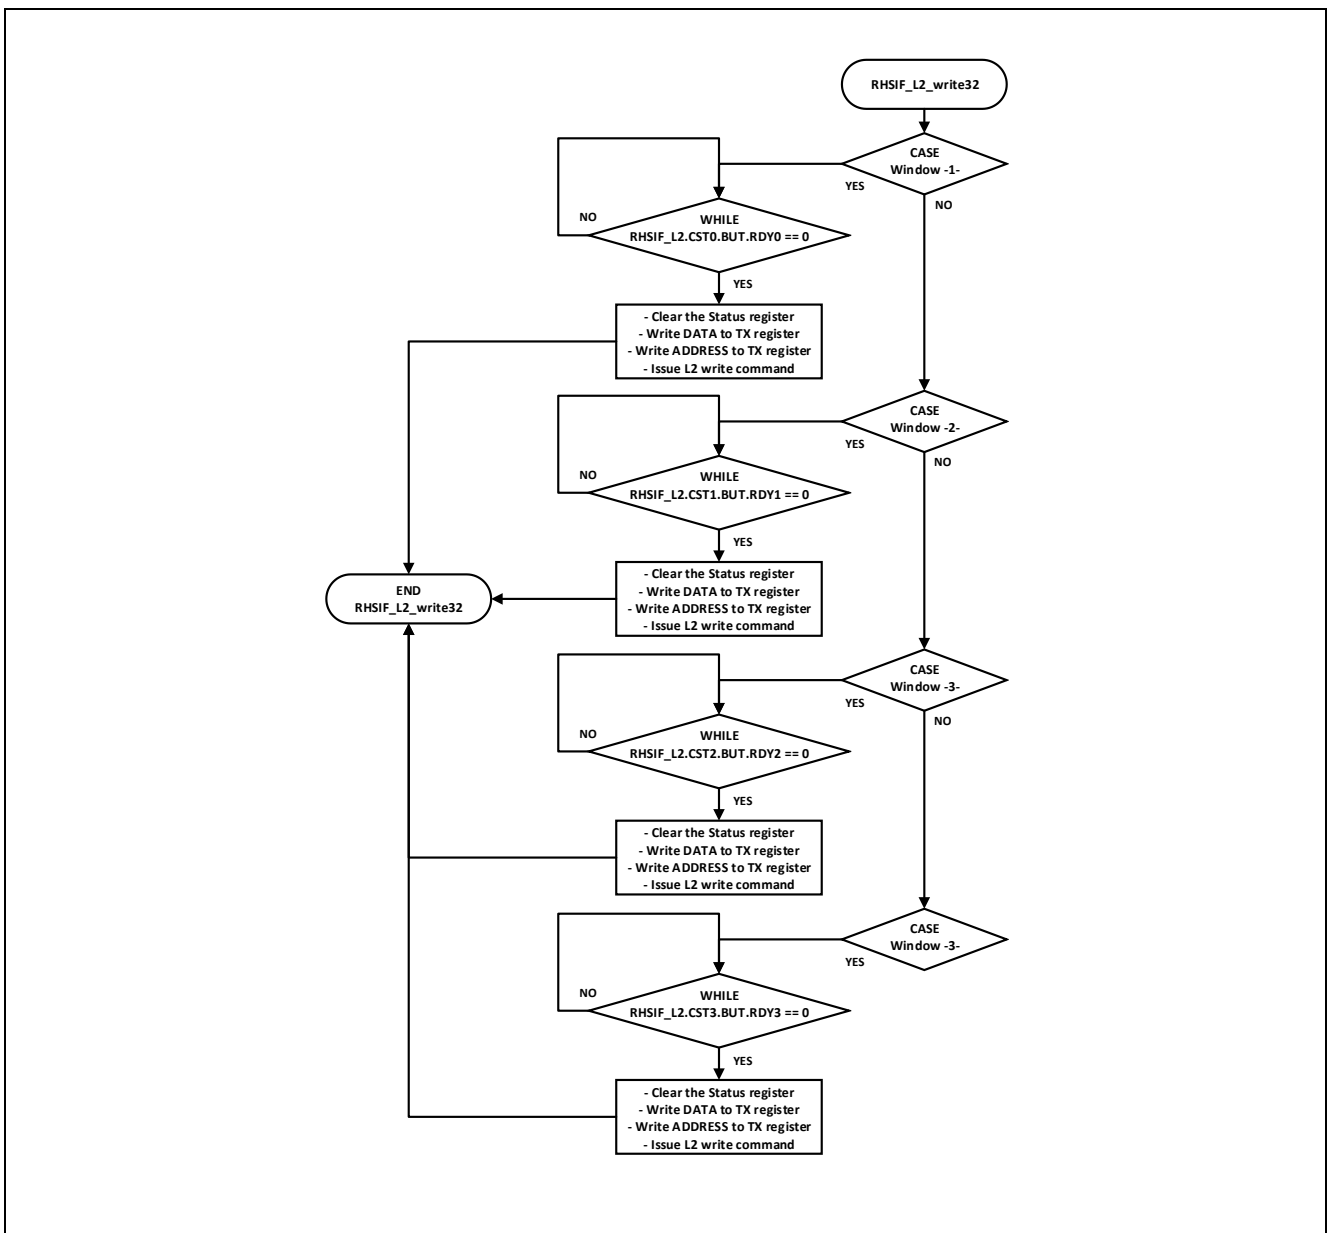 RHSIF_L2_write32
CASE
Window -1-
YES
NO
NO
WHILE
RHSIF_L2.CST0.BUT.RDY0 == 0
YES
- Clear the Status register
- Write DATA to TX register
- Write ADDRESS to TX register
- Issue L2 write command
CASE
Window -2-
YES
NO
NO
WHILE
RHSIF_L2.CST1.BUT.RDY1 == 0
YES
- Clear the Status register
- Write DATA to TX register
- Write ADDRESS to TX register
- Issue L2 write command
END
RHSIF_L2_write32
CASE
Window -3-
YES
NO
NO
WHILE
RHSIF_L2.CST2.BUT.RDY2 == 0
YES
- Clear the Status register
- Write DATA to TX register
- Write ADDRESS to TX register
- Issue L2 write command
CASE
Window -3-
YES
NO
WHILE
RHSIF_L2.CST3.BUT.RDY3 == 0
YES
- Clear the Status register
- Write DATA to TX register
- Write ADDRESS to TX register
- Issue L2 write command